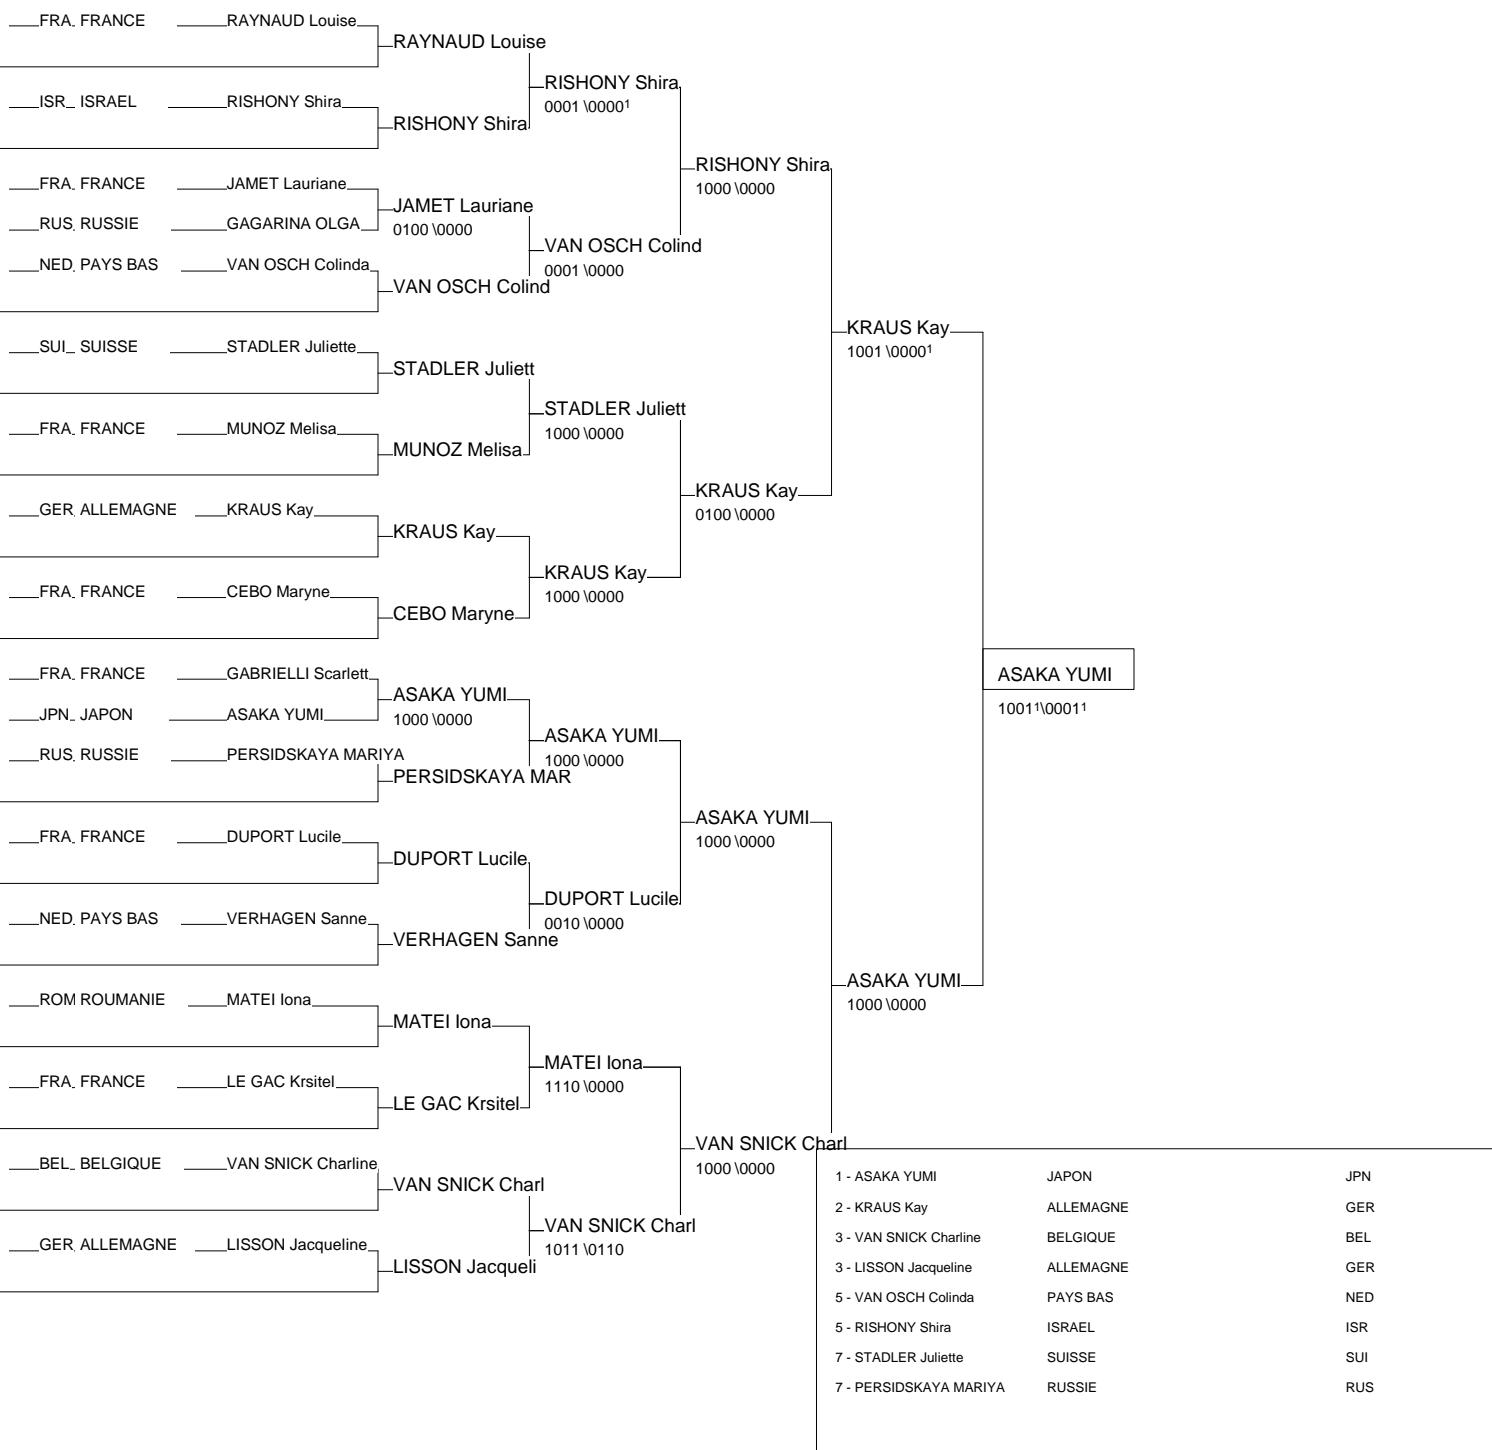 FRA FRANCE RAYNAUD Louise
RAYNAUD Louise
RISHONY Shira
0001 \0000¹
ISR ISRAEL RISHONY Shira
RISHONY Shira
RISHONY Shira
1000 \0000
FRA FRANCE JAMET Lauriane
JAMET Lauriane
0100 \0000
RUS RUSSIE GAGARINA OLGA
VAN OSCH Colind
0001 \0000
NED PAYS BAS VAN OSCH Colinda
VAN OSCH Colind
KRAUS Kay
1001 \0000¹
SUI SUISSE STADLER Juliette
STADLER Juliett
STADLER Juliett
1000 \0000
FRA FRANCE MUNOZ Melisa
MUNOZ Melisa
KRAUS Kay
0100 \0000
GER ALLEMAGNE KRAUS Kay
KRAUS Kay
KRAUS Kay
1000 \0000
FRA FRANCE CEBO Maryne
CEBO Maryne
FRA FRANCE GABRIELLI Scarlett
ASAKA YUMI
1001¹\0001¹
ASAKA YUMI
1000 \0000
JPN JAPON ASAKA YUMI
ASAKA YUMI
1000 \0000
RUS RUSSIE PERSIDSKAYA MARIYA
PERSIDSKAYA MAR
ASAKA YUMI
1000 \0000
FRA FRANCE DUPORT Lucile
DUPORT Lucile
DUPORT Lucile
0010 \0000
NED PAYS BAS VERHAGEN Sanne
VERHAGEN Sanne
ASAKA YUMI
1000 \0000
ROM ROUMANIE MATEI Iona
MATEI Iona
MATEI Iona
1110 \0000
FRA FRANCE LE GAC Krsitel
LE GAC Krsitel
VAN SNICK Charl
1000 \0000
BEL BELGIQUE VAN SNICK Charline
VAN SNICK Charl
VAN SNICK Charl
1011 \0110
GER ALLEMAGNE LISSON Jacqueline
LISSON Jacqueli
1 - ASAKA YUMI JAPON JPN
2 - KRAUS Kay ALLEMAGNE GER
3 - VAN SNICK Charline BELGIQUE BEL
3 - LISSON Jacqueline ALLEMAGNE GER
5 - VAN OSCH Colinda PAYS BAS NED
5 - RISHONY Shira ISRAEL ISR
7 - STADLER Juliette SUISSE SUI
7 - PERSIDSKAYA MARIYA RUSSIE RUS